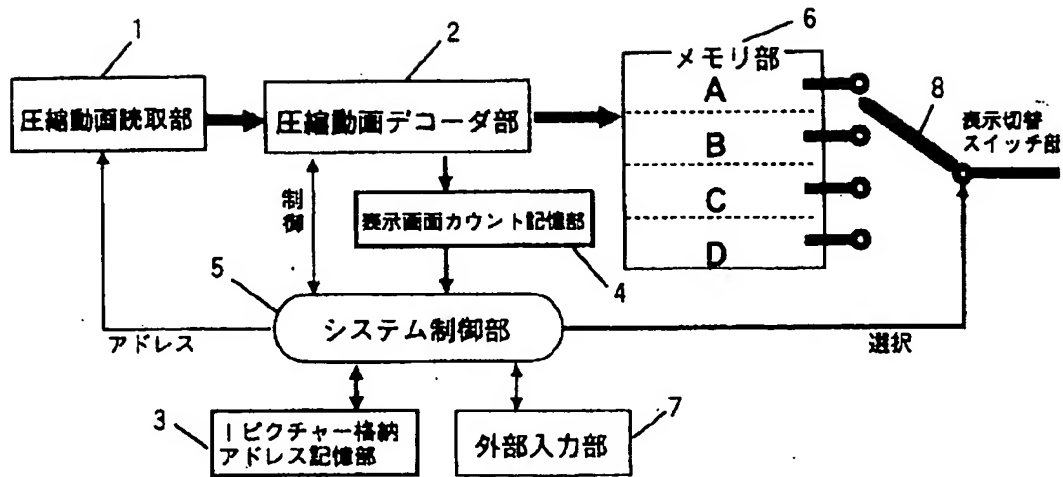 1
2
6
圧縮動画読取部
圧縮動画デコーダ部
メモリ部
A
B
C
D
8
表示切替
スイッチ部
制御
表示画面カウント記憶部
4
5
システム制御部
アドレス
選択
3
Iピクチャー格納
アドレス記憶部
外部入力部
7